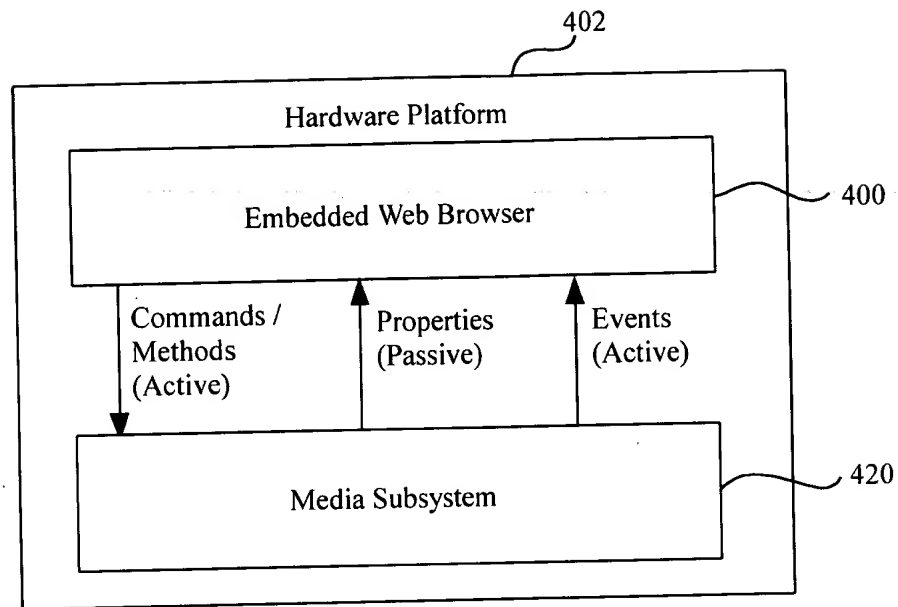 402
Hardware Platform
Embedded Web Browser
400
Commands /
Methods
(Active)
Properties
(Passive)
Events
(Active)
Media Subsystem
420